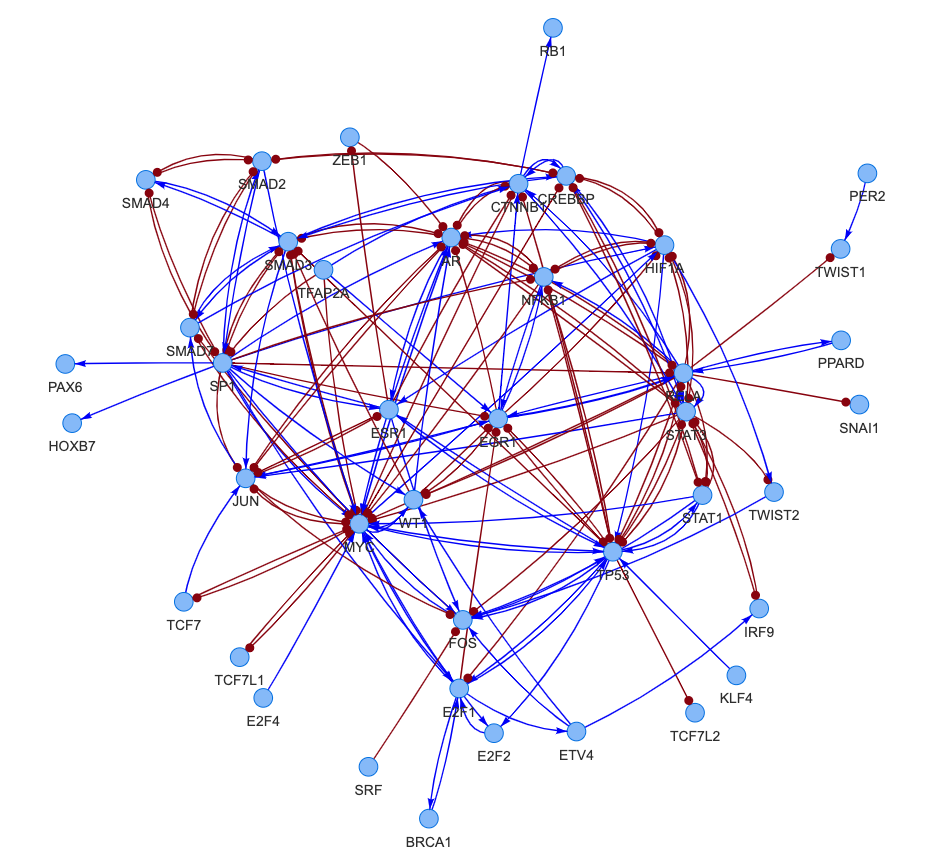 RB1
ZEB1
SMAD2
SMAD4
CTNNB1
CREBBP
PER2
SMAD3
AR
HIF1A
TWIST1
TFAP2A
NFKB1
SMAD7
SP1
PPARD
PAX6
RELA
SNAI1
HOXB7
ESR1
EGR1
STAT3
JUN
WT1
STAT1
TWIST2
MYC
TP53
TCF7
FOS
IRF9
TCF7L1
E2F4
E2F1
KLF4
TCF7L2
E2F2
ETV4
SRF
BRCA1